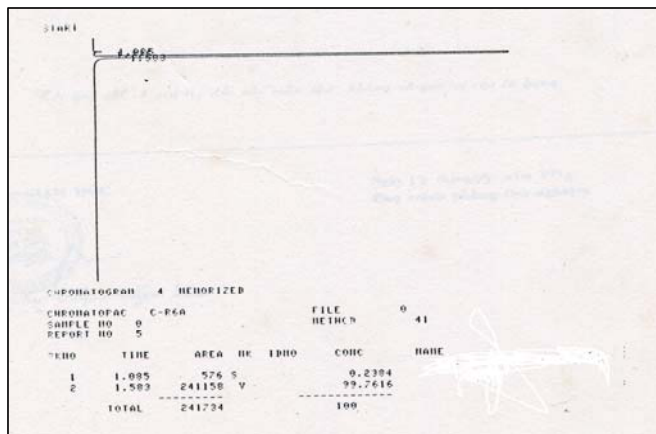 START
1.085
1.583
CHROMATOGRAM 4 MEMORIZED
CHROMATOPAC C-R6A FILE 0
SAMPLE NO 0 METHOD 41
REPORT NO 5
PKNO TIME AREA MK IDNO CONC NAME
1 1.085 576 S 0.2384
2 1.583 241158 V 99.7616
---------- ----------
TOTAL 241734 100